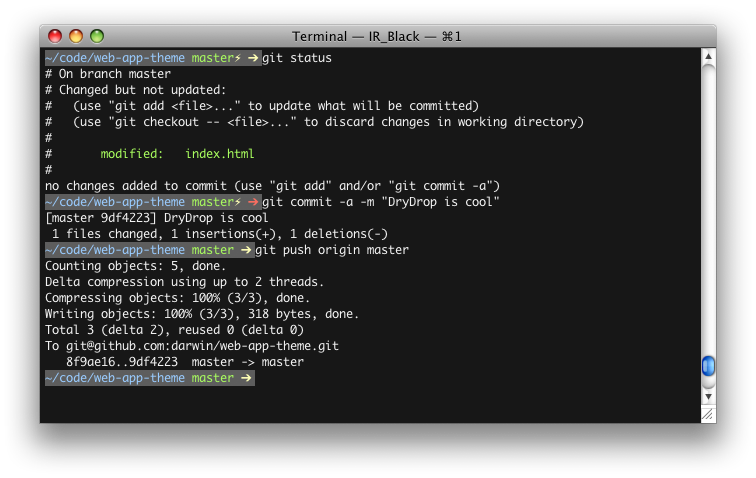 Terminal — IR_Black — ⌘1
~/code/web-app-theme master⚡ ➔git status
# On branch master
# Changed but not updated:
#   (use "git add <file>..." to update what will be committed)
#   (use "git checkout -- <file>..." to discard changes in working directory)
#
#       modified:   index.html
#
no changes added to commit (use "git add" and/or "git commit -a")
~/code/web-app-theme master⚡ ➔git commit -a -m "DryDrop is cool"
[master 9df4223] DryDrop is cool
 1 files changed, 1 insertions(+), 1 deletions(-)
~/code/web-app-theme master ➔git push origin master
Counting objects: 5, done.
Delta compression using up to 2 threads.
Compressing objects: 100% (3/3), done.
Writing objects: 100% (3/3), 318 bytes, done.
Total 3 (delta 2), reused 0 (delta 0)
To git@github.com:darwin/web-app-theme.git
   8f9ae16..9df4223  master -> master
~/code/web-app-theme master ➔